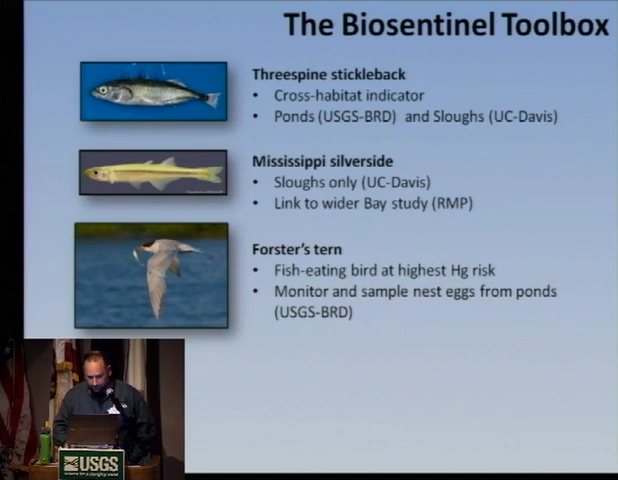 The Biosentinel Toolbox
Threespine stickleback
• Cross-habitat indicator
• Ponds (USGS-BRD) and Sloughs (UC-Davis)
Mississippi silverside
• Sloughs only (UC-Davis)
• Link to wider Bay study (RMP)
Forster's tern
• Fish-eating bird at highest Hg risk
• Monitor and sample nest eggs from ponds
(USGS-BRD)
USGS